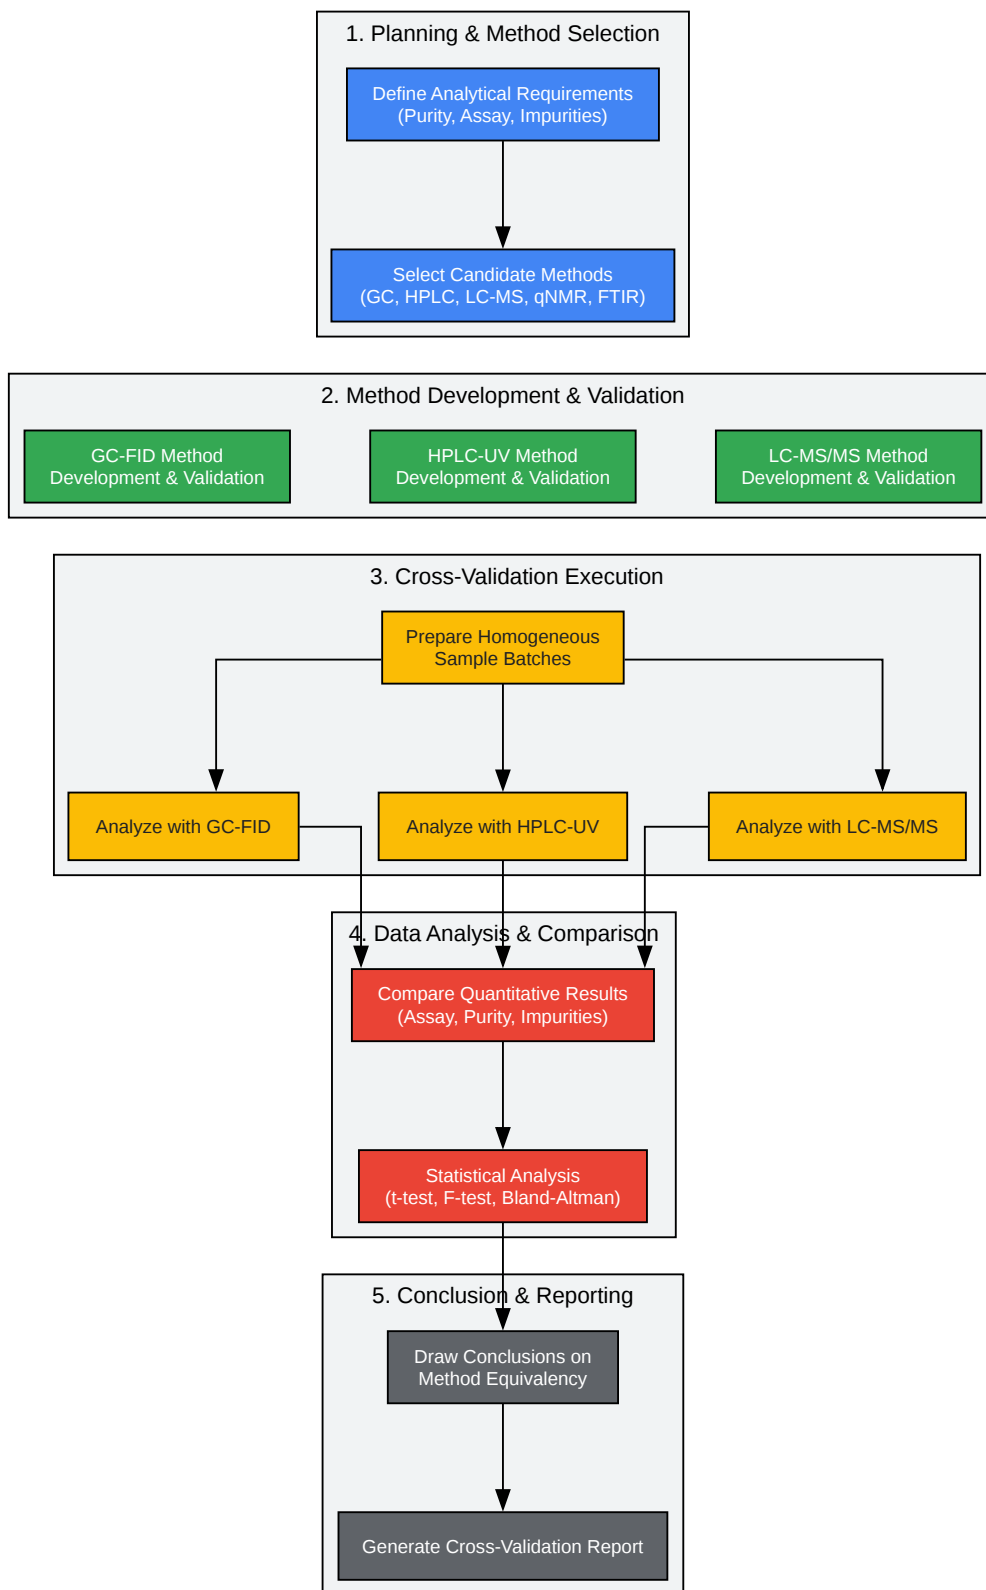 1. Planning & Method Selection
Define Analytical Requirements
(Purity, Assay, Impurities)
Select Candidate Methods
(GC, HPLC, LC-MS, qNMR, FTIR)
2. Method Development & Validation
GC-FID Method
Development & Validation
HPLC-UV Method
Development & Validation
LC-MS/MS Method
Development & Validation
3. Cross-Validation Execution
Prepare Homogeneous
Sample Batches
Analyze with GC-FID
Analyze with HPLC-UV
Analyze with LC-MS/MS
4. Data Analysis & Comparison
Compare Quantitative Results
(Assay, Purity, Impurities)
Statistical Analysis
(t-test, F-test, Bland-Altman)
5. Conclusion & Reporting
Draw Conclusions on
Method Equivalency
Generate Cross-Validation Report